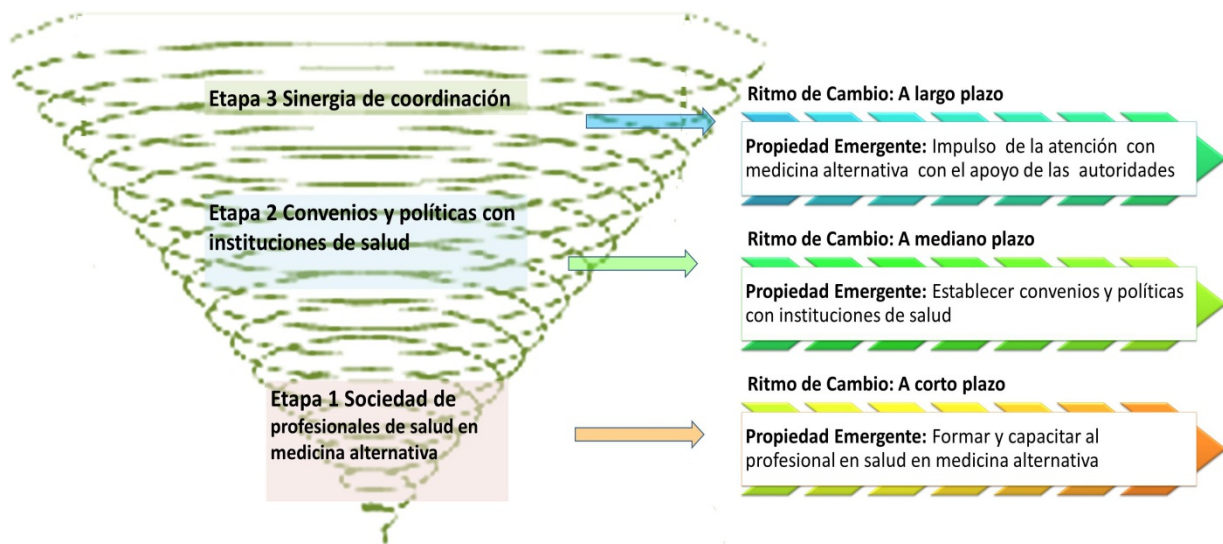 Etapa 3 Sinergia de coordinación
Ritmo de Cambio: A largo plazo
Propiedad Emergente: Impulso de la atención con
medicina alternativa con el apoyo de las autoridades
Etapa 2 Convenios y políticas con
instituciones de salud
Ritmo de Cambio: A mediano plazo
Propiedad Emergente: Establecer convenios y políticas
con instituciones de salud
Etapa 1 Sociedad de
profesionales de salud en
medicina alternativa
Ritmo de Cambio: A corto plazo
Propiedad Emergente: Formar y capacitar al
profesional en salud en medicina alternativa